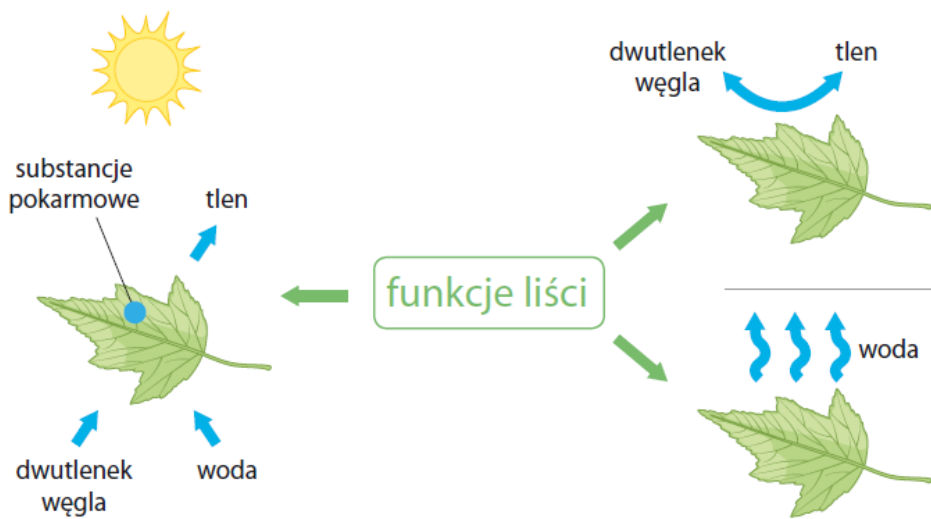 substancje
pokarmowe
tlen
dwutlenek
węgla
woda
funkcje liści
dwutlenek
węgla
tlen
woda